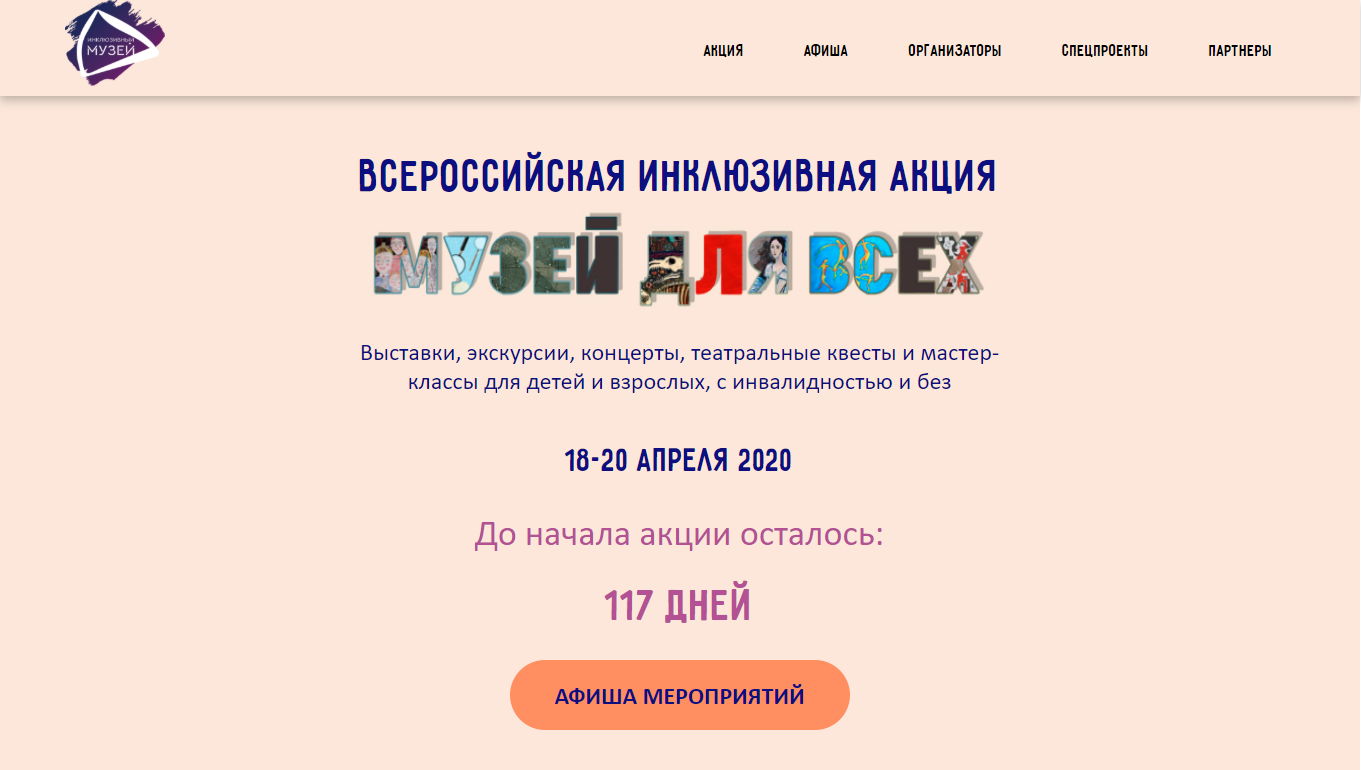 ИНКЛЮЗИВНЫЙ
МУЗЕЙ
АКЦИЯ
АФИША
ОРГАНИЗАТОРЫ
СПЕЦПРОЕКТЫ
ПАРТНЕРЫ
ВСЕРОССИЙСКАЯ ИНКЛЮЗИВНАЯ АКЦИЯ
МУЗЕЙ ДЛЯ ВСЕХ
Выставки, экскурсии, концерты, театральные квесты и мастер-
классы для детей и взрослых, с инвалидностью и без
18-20 АПРЕЛЯ 2020
До начала акции осталось:
117 ДНЕЙ
АФИША МЕРОПРИЯТИЙ